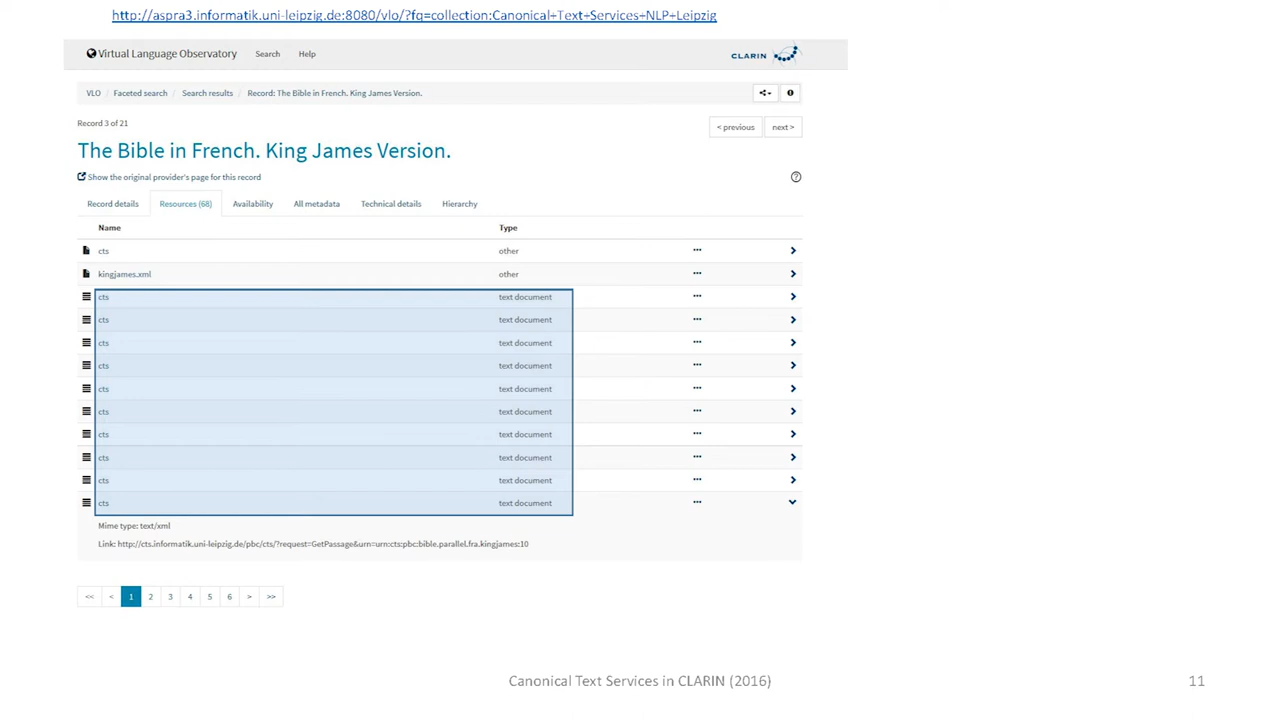 http://aspra3.informatik.uni-leipzig.de:8080/vlo/?fq=collection:Canonical+Text+Services+NLP+Leipzig
Virtual Language Observatory Search Help CLARIN
VLO / Faceted search / Search results / Record: The Bible in French. King James Version.
Record 3 of 21
< previous next >
The Bible in French. King James Version.
Show the original provider's page for this record
Record details Resources (68) Availability All metadata Technical details Hierarchy
Name Type
cts other
kingjames.xml other
cts text document
cts text document
cts text document
cts text document
cts text document
cts text document
cts text document
cts text document
cts text document
cts text document
Mime type: text/xml
Link: http://cts.informatik.uni-leipzig.de/pbc/cts/?request=GetPassage&urn=urn:cts:pbc:bible.parallel.fra.kingjames:10
<< < 1 2 3 4 5 6 > >>
Canonical Text Services in CLARIN (2016) 11